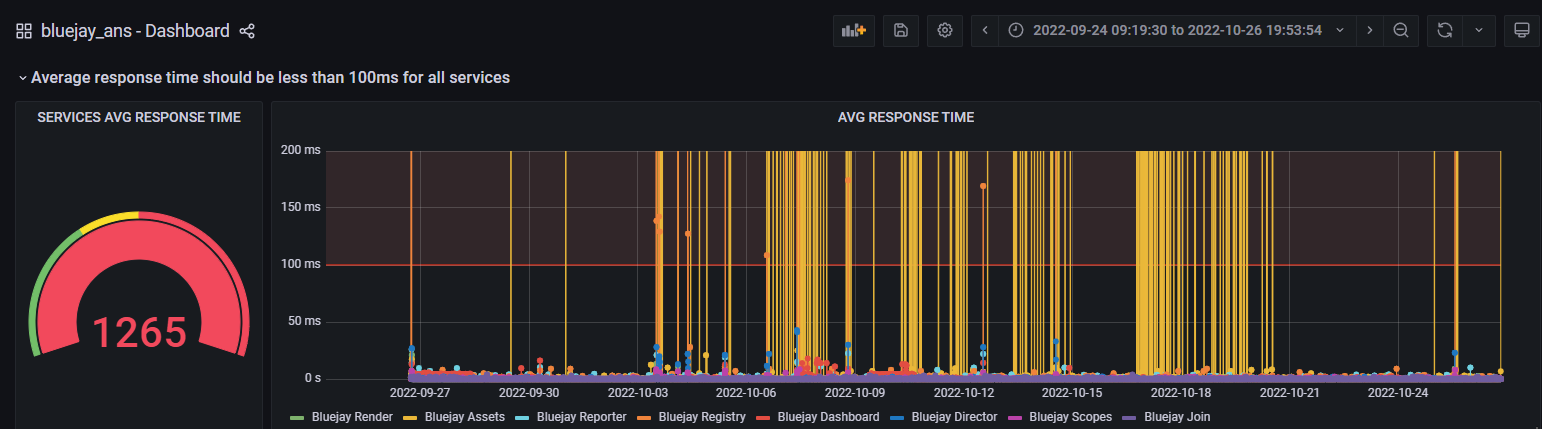 bluejay_ans - Dashboard
2022-09-24 09:19:30 to 2022-10-26 19:53:54
Average response time should be less than 100ms for all services
SERVICES AVG RESPONSE TIME
1265
AVG RESPONSE TIME
200 ms
150 ms
100 ms
50 ms
0 s
2022-09-27 2022-09-30 2022-10-03 2022-10-06 2022-10-09 2022-10-12 2022-10-15 2022-10-18 2022-10-21 2022-10-24
Bluejay Render Bluejay Assets Bluejay Reporter Bluejay Registry Bluejay Dashboard Bluejay Director Bluejay Scopes Bluejay Join